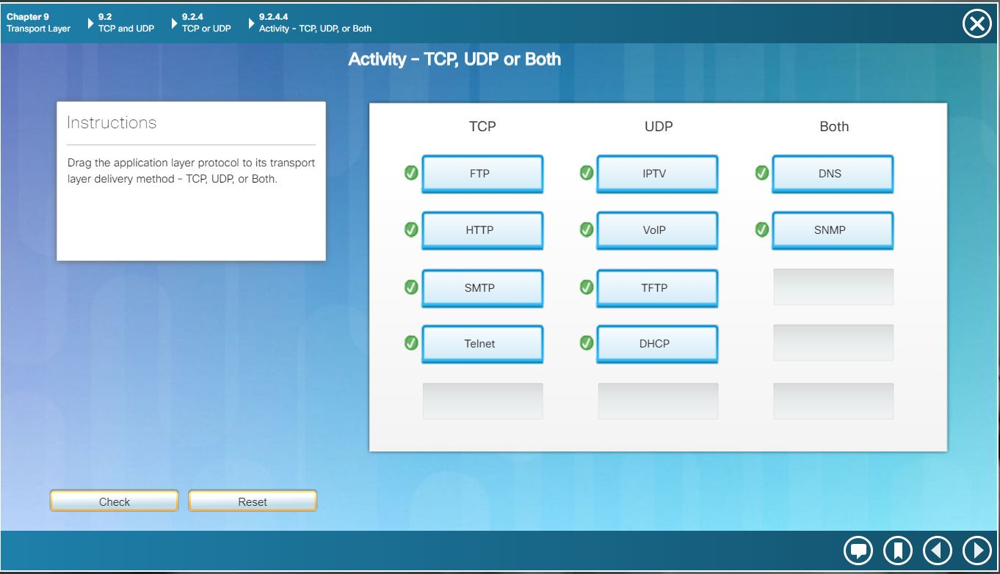 Chapter 9
Transport Layer
9.2
TCP and UDP
9.2.4
TCP or UDP
9.2.4.4
Activity – TCP, UDP, or Both
Activity – TCP, UDP or Both
Instructions
Drag the application layer protocol to its transport
layer delivery method – TCP, UDP, or Both.
TCP
UDP
Both
FTP
IPTV
DNS
HTTP
VoIP
SNMP
SMTP
TFTP
Telnet
DHCP
Check
Reset